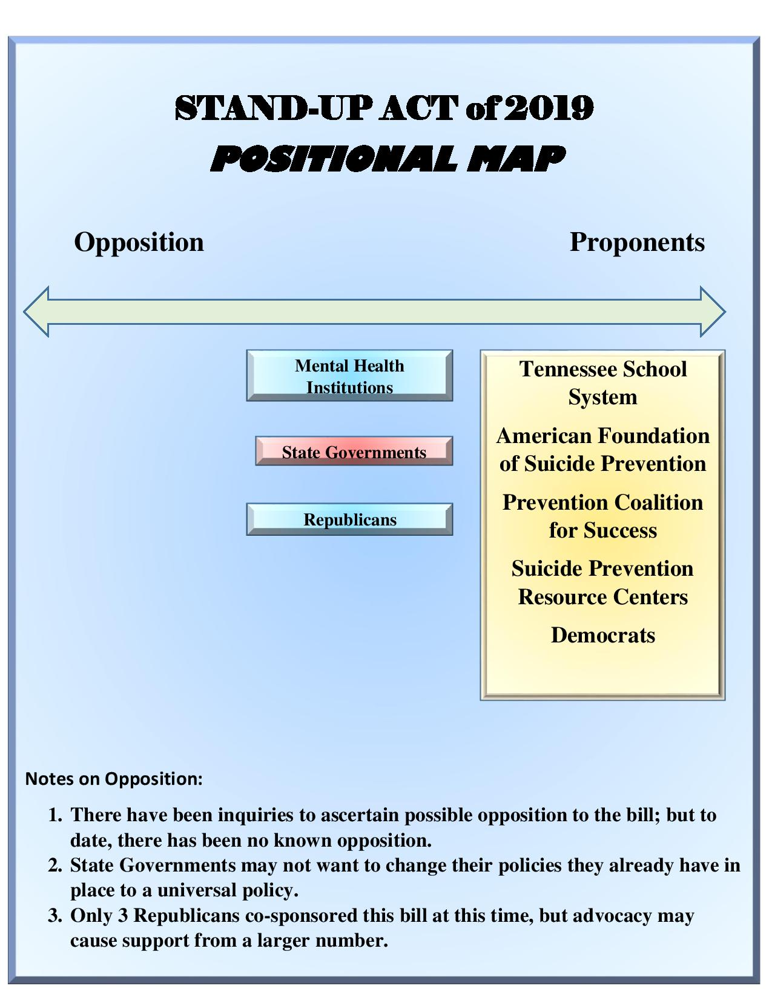 STAND-UP ACT of 2019
POSITIONAL MAP
Opposition
Proponents
Mental Health
Institutions
State Governments
Republicans
Tennessee School
System
American Foundation
of Suicide Prevention
Prevention Coalition
for Success
Suicide Prevention
Resource Centers
Democrats
Notes on Opposition:
1. There have been inquiries to ascertain possible opposition to the bill; but to
date, there has been no known opposition.
2. State Governments may not want to change their policies they already have in
place to a universal policy.
3. Only 3 Republicans co-sponsored this bill at this time, but advocacy may
cause support from a larger number.